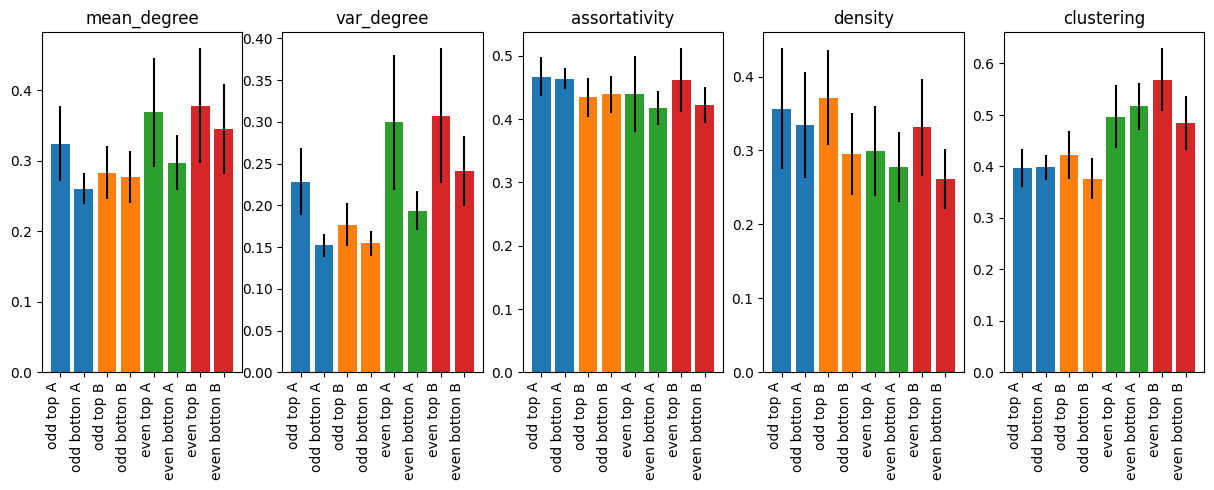 mean_degree
0.0
0.1
0.2
0.3
0.4
odd top A
odd botton A
odd top B
odd botton B
even top A
even botton A
even top B
even botton B
var_degree
0.00
0.05
0.10
0.15
0.20
0.25
0.30
0.35
0.40
odd top A
odd botton A
odd top B
odd botton B
even top A
even botton A
even top B
even botton B
assortativity
0.0
0.1
0.2
0.3
0.4
0.5
odd top A
odd botton A
odd top B
odd botton B
even top A
even botton A
even top B
even botton B
density
0.0
0.1
0.2
0.3
0.4
odd top A
odd botton A
odd top B
odd botton B
even top A
even botton A
even top B
even botton B
clustering
0.0
0.1
0.2
0.3
0.4
0.5
0.6
odd top A
odd botton A
odd top B
odd botton B
even top A
even botton A
even top B
even botton B